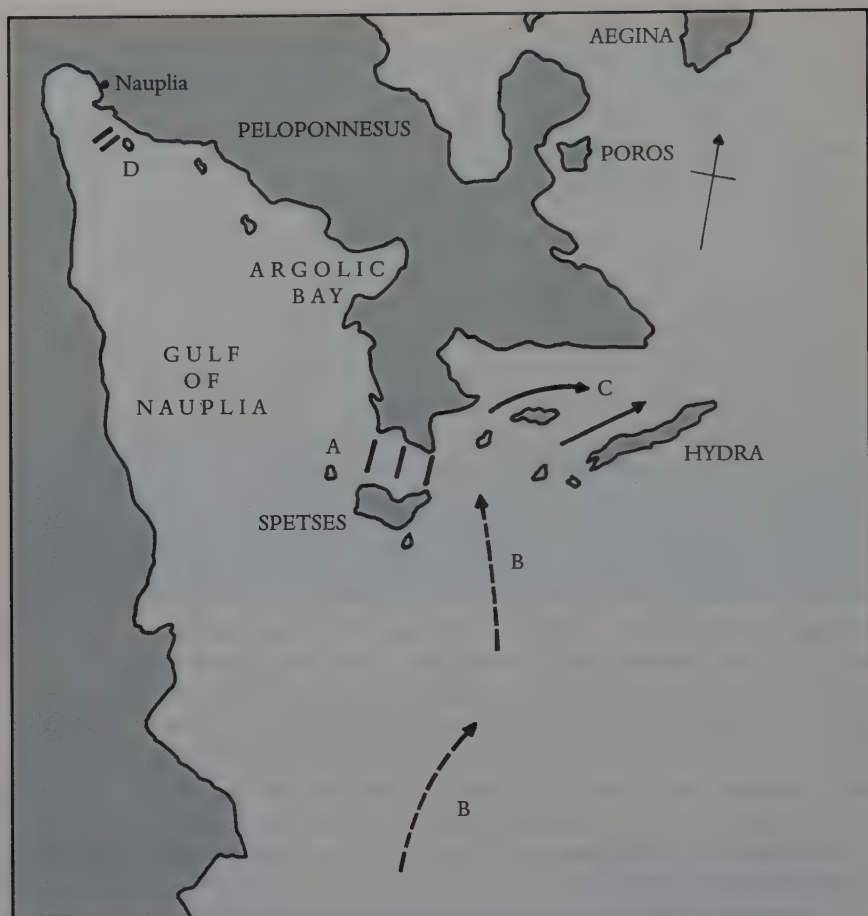 AEGINA
Nauplia
PELOPONNESUS
POROS
D
ARGOLIC
BAY
GULF
OF
NAUPLIA
C
A
HYDRA
SPETSES
B
B